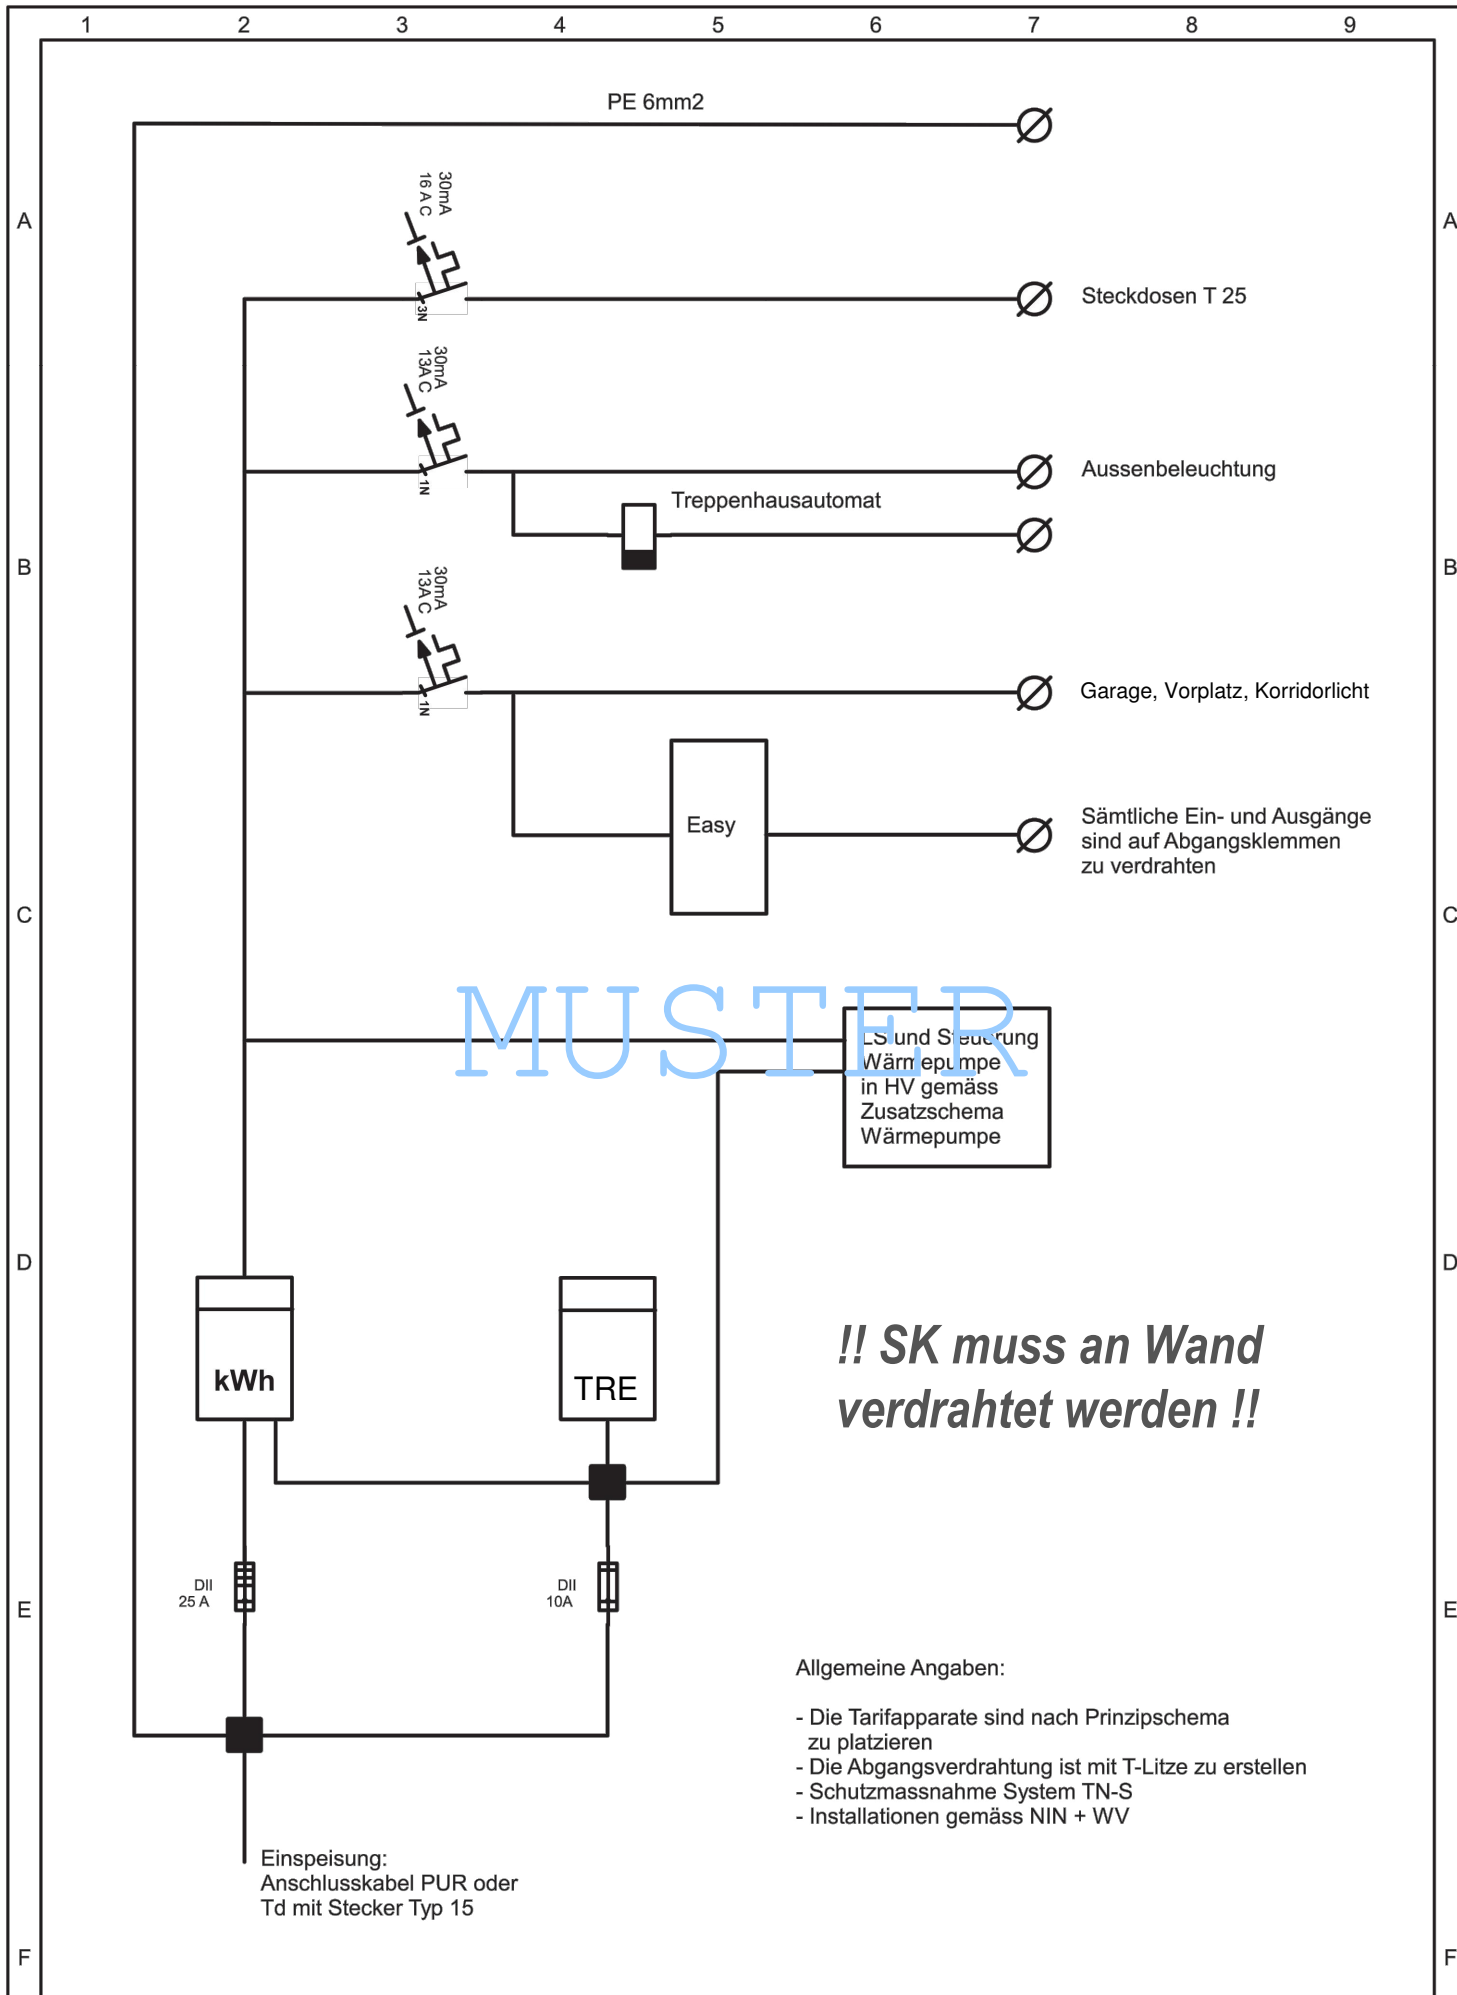 1 2 3 4 5 6 7 8 9
PE 6mm2
A A
30mA
16 A C
3N
Steckdosen T 25
30mA
13A C
1N
Aussenbeleuchtung
Treppenhausautomat
B B
30mA
13A C
1N
Garage, Vorplatz, Korridorlicht
Easy
Sämtliche Ein- und Ausgänge
sind auf Abgangsklemmen
zu verdrahten
C C
MUSTER
LS und Steuerung
Wärmepumpe
in HV gemäss
Zusatzschema
Wärmepumpe
D D
kWh
TRE
!! SK muss an Wand
verdrahtet werden !!
DII
25 A
DII
10A
E E
Allgemeine Angaben:
- Die Tarifapparate sind nach Prinzipschema
zu platzieren
- Die Abgangsverdrahtung ist mit T-Litze zu erstellen
- Schutzmassnahme System TN-S
- Installationen gemäss NIN + WV
Einspeisung:
Anschlusskabel PUR oder
Td mit Stecker Typ 15
F F